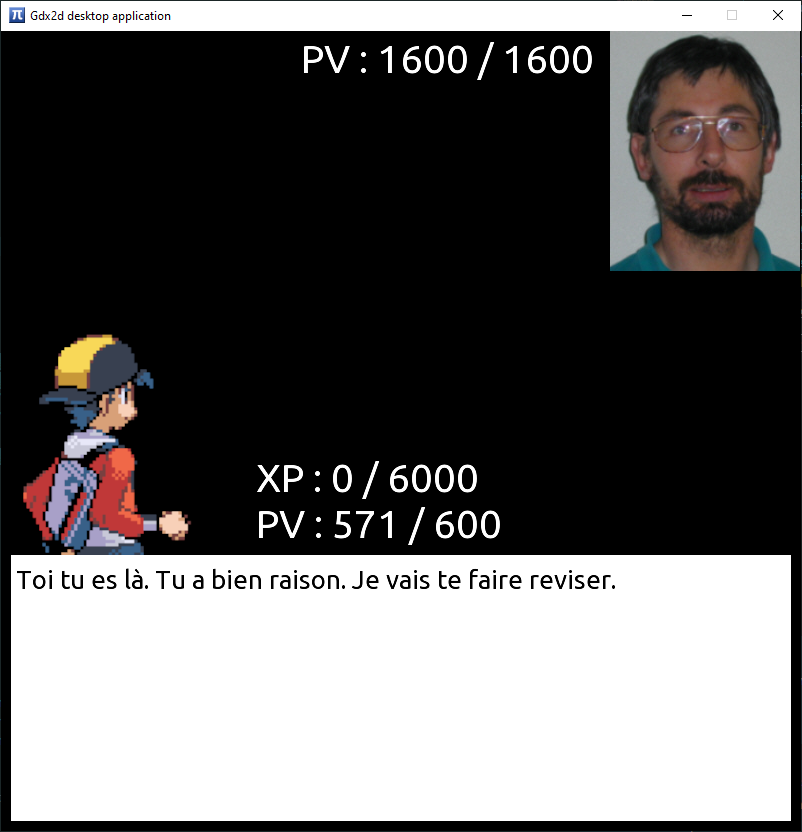 Gdx2d desktop application
PV : 1600 / 1600
XP : 0 / 6000
PV : 571 / 600
Toi tu es là. Tu a bien raison. Je vais te faire reviser.